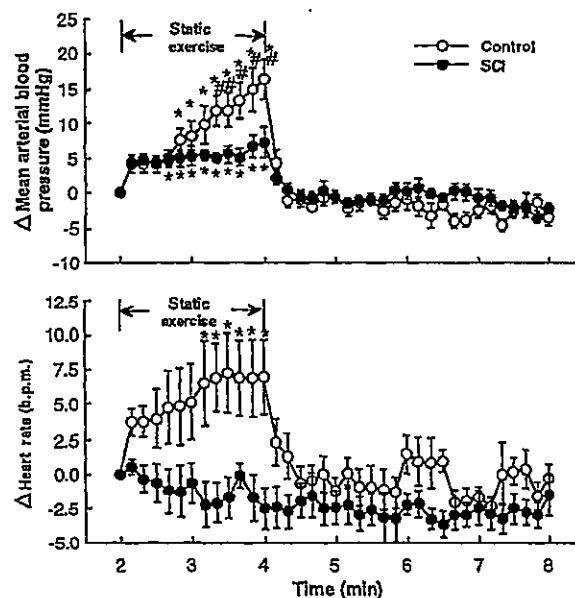 Static
exercise
Control
SCI
Δ Mean arterial blood
pressure (mmHg)
25
20
15
10
5
0
-5
-10
* * * * *# *# *# *# *#
* * * * * * * *
Static
exercise
Δ Heart rate (b.p.m.)
12.5
10.0
7.5
5.0
2.5
0.0
-2.5
-5.0
* * * * * *
2 3 4 5 6 7 8
Time (min)